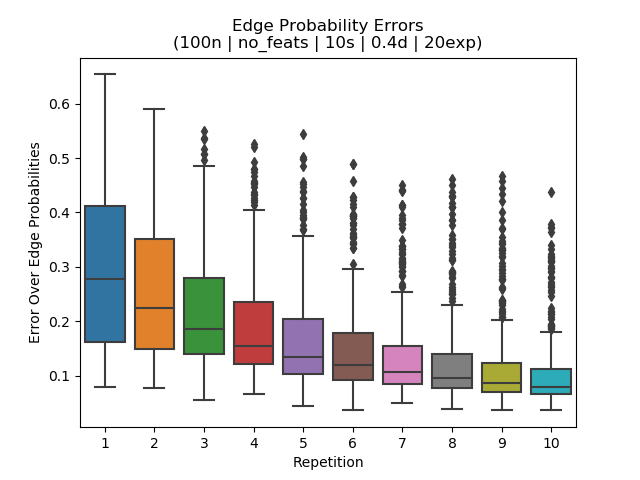 Edge Probability Errors
(100n | no_feats | 10s | 0.4d | 20exp)
Error Over Edge Probabilities
0.6
0.5
0.4
0.3
0.2
0.1
1 2 3 4 5 6 7 8 9 10
Repetition